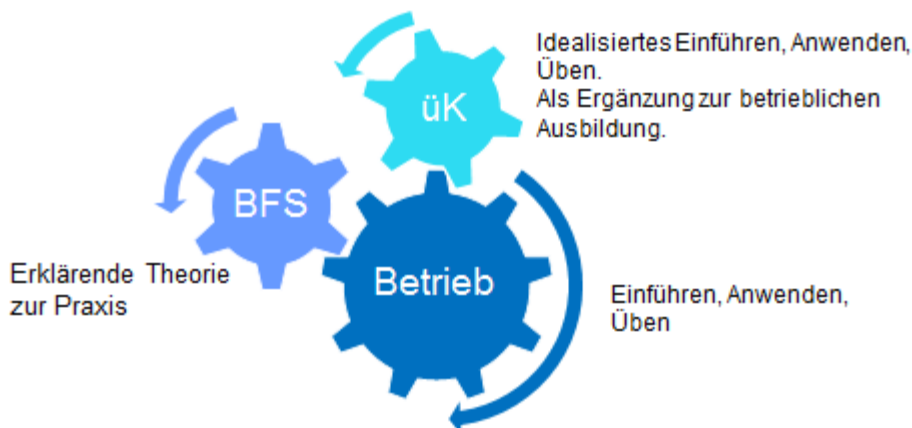 Idealisiertes Einführen, Anwenden,
Üben.
Als Ergänzung zur betrieblichen
Ausbildung.
üK
BFS
Erklärende Theorie
zur Praxis
Betrieb
Einführen, Anwenden,
Üben